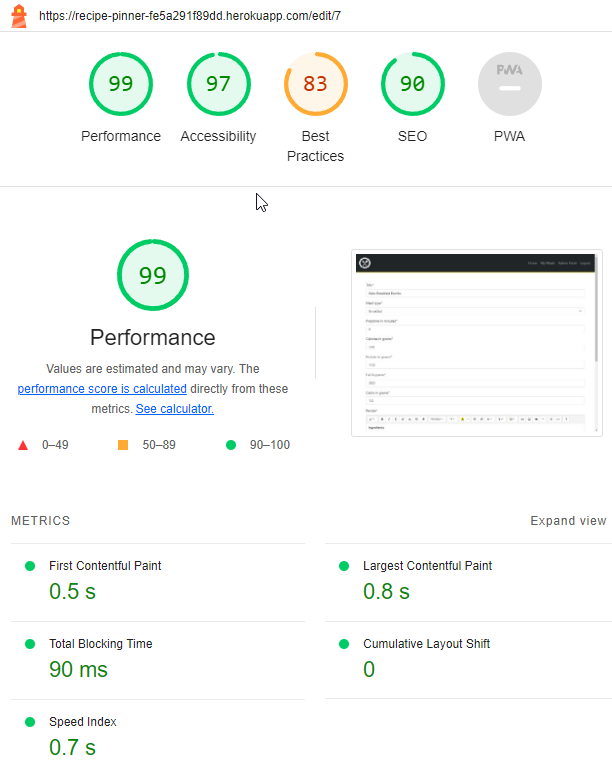 https://recipe-pinner-fe5a291f89dd.herokuapp.com/edit/7
99 97 83 90 PWA
Performance Accessibility Best Practices SEO PWA
99
Performance
Values are estimated and may vary. The
performance score is calculated directly from these
metrics. See calculator.
0–49 50–89 90–100
METRICS Expand view
First Contentful Paint
0.5 s
Largest Contentful Paint
0.8 s
Total Blocking Time
90 ms
Cumulative Layout Shift
0
Speed Index
0.7 s